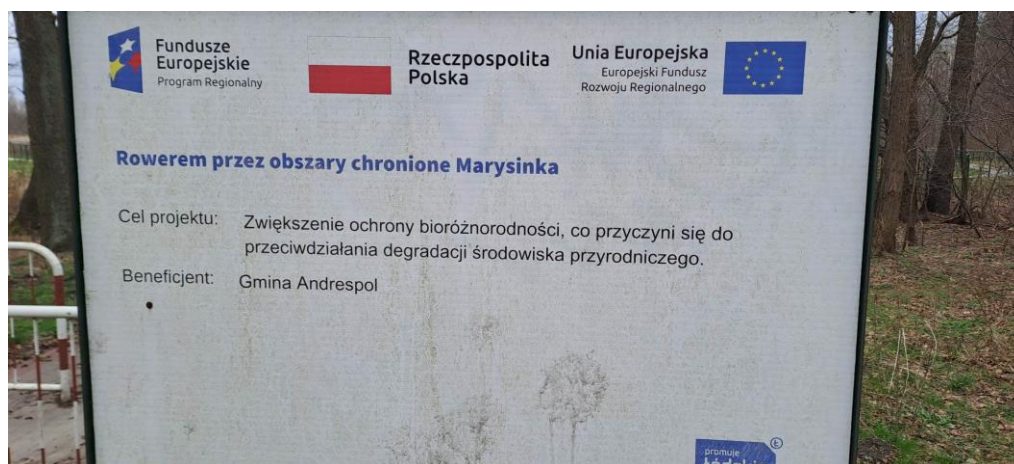 Fundusze
Europejskie
Program Regionalny
Rzeczpospolita
Polska
Unia Europejska
Europejski Fundusz
Rozwoju Regionalnego
Rowerem przez obszary chronione Marysinka
Cel projektu: Zwiększenie ochrony bioróżnorodności, co przyczyni się do
przeciwdziałania degradacji środowiska przyrodniczego.
Beneficjent: Gmina Andrespol
promuje